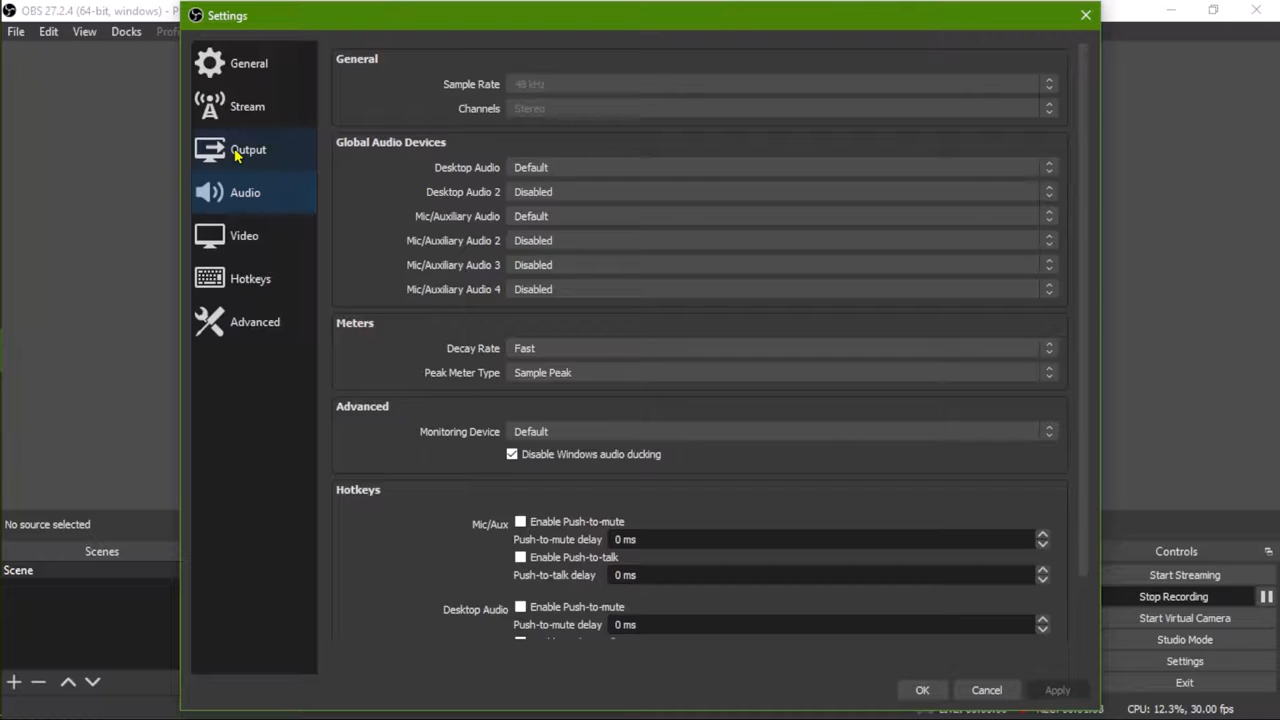 OBS 27.2.4 (64-bit, windows) - P
Settings
File Edit View Docks Profi
General
Stream
Output
Audio
Video
Hotkeys
Advanced
General
Sample Rate 48 kHz
Channels Stereo
Global Audio Devices
Desktop Audio Default
Desktop Audio 2 Disabled
Mic/Auxiliary Audio Default
Mic/Auxiliary Audio 2 Disabled
Mic/Auxiliary Audio 3 Disabled
Mic/Auxiliary Audio 4 Disabled
Meters
Decay Rate Fast
Peak Meter Type Sample Peak
Advanced
Monitoring Device Default
Disable Windows audio ducking
Hotkeys
Mic/Aux Enable Push-to-mute
Push-to-mute delay 0 ms
Enable Push-to-talk
Push-to-talk delay 0 ms
Desktop Audio Enable Push-to-mute
Push-to-mute delay 0 ms
OK Cancel Apply
No source selected
Scenes
Scene
Controls
Start Streaming
Stop Recording
Start Virtual Camera
Studio Mode
Settings
Exit
CPU: 12.3%, 30.00 fps